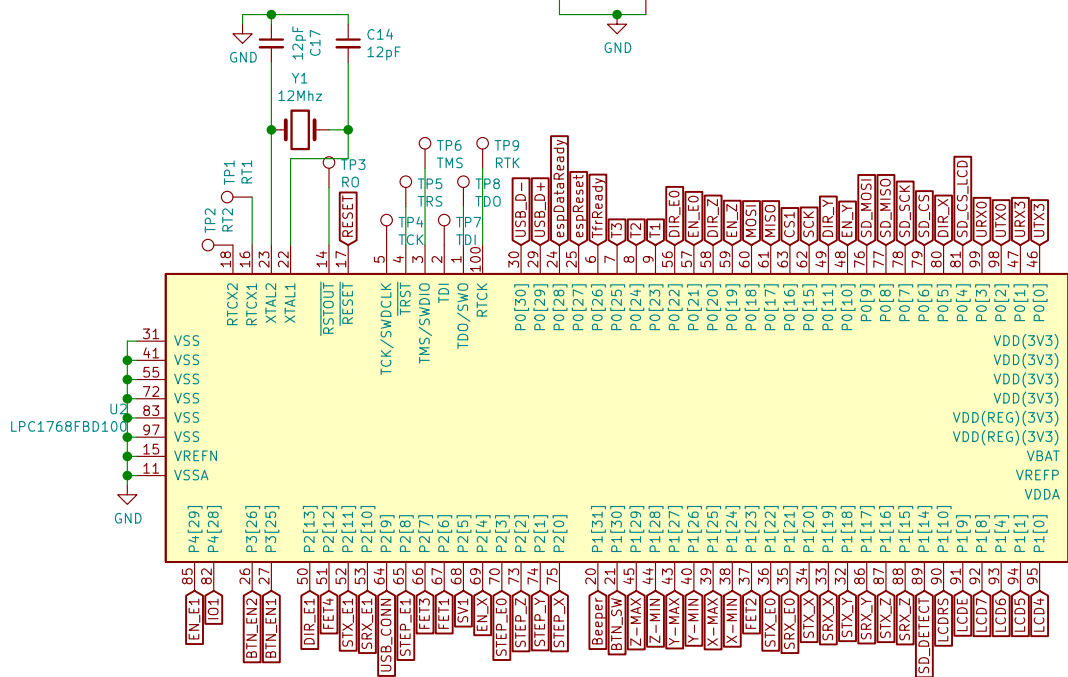 GND
12pF
C17
C14
12pF
GND
Y1
12Mhz
TP1
RT1
TP2
RT2
TP3
RO
RESET
TP4
TCK
TP5
TRS
TP6
TMS
TP7
TDI
TP8
TDO
TP9
RTK
USB_D-
USB_D+
espDataReady
espReset
TfrReady
T3
T2
T1
DIR_E0
EN_E0
DIR_Z
EN_Z
MOSI
MISO
CS1
SCK
DIR_Y
EN_Y
SD_MOSI
SD_MISO
SD_SCK
SD_CS
DIR_X
SD_CS_LCD
URX0
UTX0
URX3
UTX3
18 16 23 22 14 17 5 4 3 2 1 100 30 29 24 25 6 7 8 9 56 57 58 59 60 61 63 62 49 48 76 77 78 79 80 81 99 98 47 46
RTCX2
RTCX1
XTAL2
XTAL1
RSTOUT
RESET
TCK/SWDCLK
TRST
TMS/SWDIO
TDI
TDO/SWO
RTCK
P0[30]
P0[29]
P0[28]
P0[27]
P0[26]
P0[25]
P0[24]
P0[23]
P0[22]
P0[21]
P0[20]
P0[19]
P0[18]
P0[17]
P0[16]
P0[15]
P0[11]
P0[10]
P0[9]
P0[8]
P0[7]
P0[6]
P0[5]
P0[4]
P0[3]
P0[2]
P0[1]
P0[0]
31 VSS
41 VSS
55 VSS
72 VSS
83 VSS
97 VSS
15 VREFN
11 VSSA
U2
LPC1768FBD100
GND
VDD(3V3)
VDD(3V3)
VDD(3V3)
VDD(3V3)
VDD(REG)(3V3)
VDD(REG)(3V3)
VBAT
VREFP
VDDA
P4[29]
P4[28]
P3[26]
P3[25]
P2[13]
P2[12]
P2[11]
P2[10]
P2[9]
P2[8]
P2[7]
P2[6]
P2[5]
P2[4]
P2[3]
P2[2]
P2[1]
P2[0]
P1[31]
P1[30]
P1[29]
P1[28]
P1[27]
P1[26]
P1[25]
P1[24]
P1[23]
P1[22]
P1[21]
P1[20]
P1[19]
P1[18]
P1[17]
P1[16]
P1[15]
P1[14]
P1[10]
P1[9]
P1[8]
P1[4]
P1[1]
P1[0]
85 82 26 27 50 51 52 53 64 65 66 67 68 69 70 73 74 75 20 21 45 44 43 40 39 38 37 36 35 34 33 32 86 87 88 89 90 91 92 93 94 95
EN_E1
IO1
BTN_EN2
BTN_EN1
DIR_E1
FET4
STX_E1
SRX_E1
USB_CONN
STEP_E1
FET3
FET1
SM1
EN_X
STEP_E0
STEP_Z
STEP_Y
STEP_X
Beeper
BTN_SW
Z-MAX
Z-MIN
Y-MAX
Y-MIN
X-MAX
X-MIN
FET2
STX_E0
SRX_E0
STX_X
SRX_X
STX_Y
SRX_Y
STX_Z
SRX_Z
SD_DETECT
LCDRS
LCDE
LCD7
LCD6
LCD5
LCD4